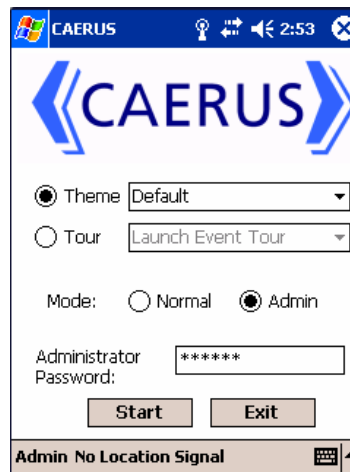 CAERUS 2:53
CAERUS
Theme Default
Tour Launch Event Tour
Mode: Normal Admin
Administrator
Password: ******
Start Exit
Admin No Location Signal